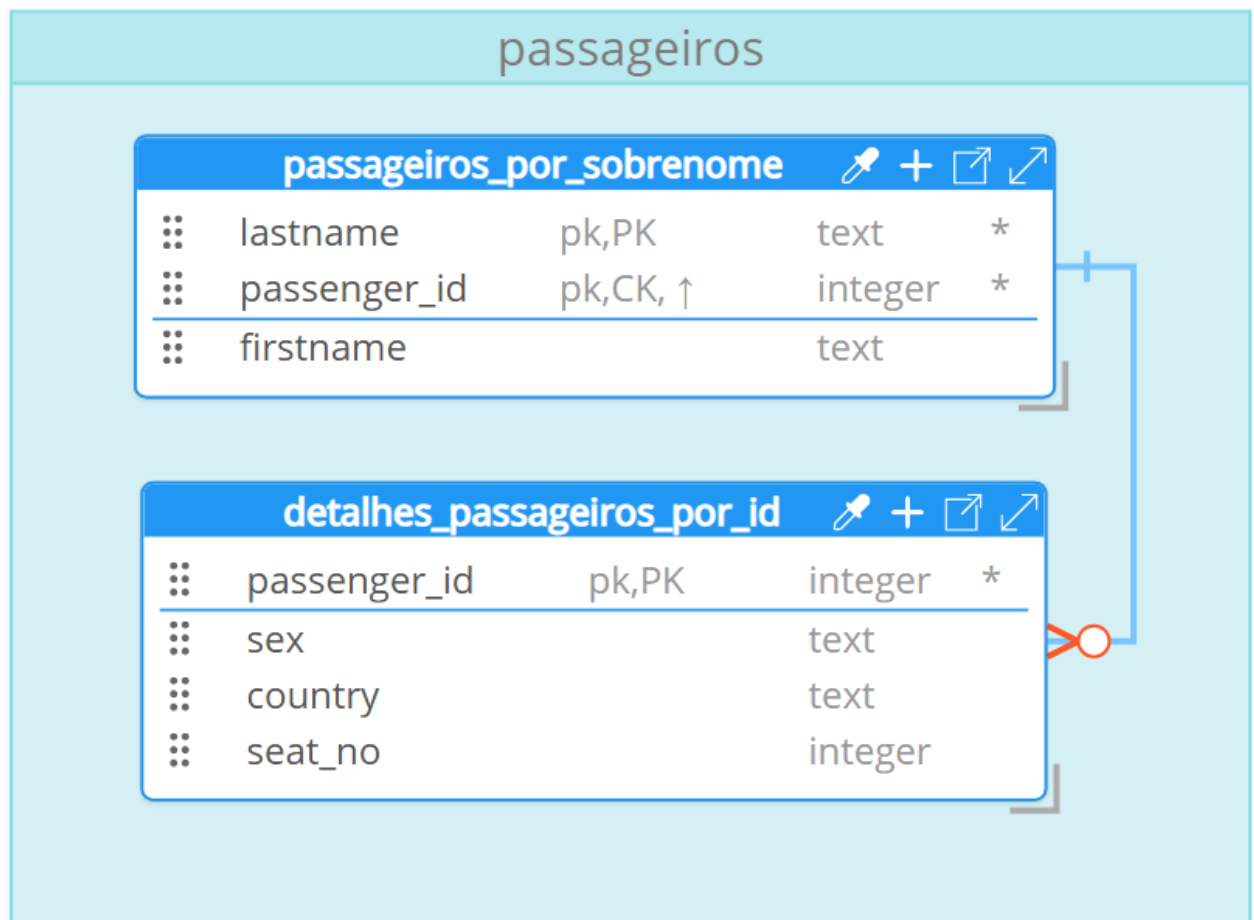 passageiros
passageiros_por_sobrenome
lastname pk,PK text *
passenger_id pk,CK, ↑ integer *
firstname text
detalhes_passageiros_por_id
passenger_id pk,PK integer *
sex text
country text
seat_no integer